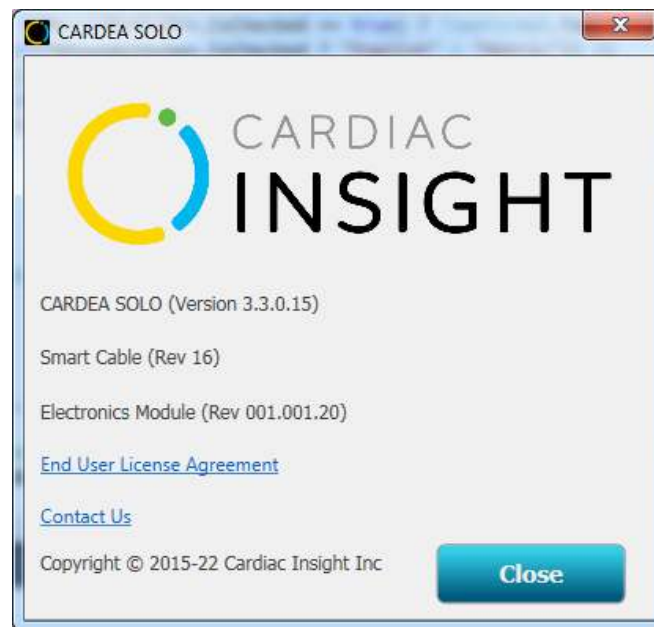 CARDEA SOLO
CARDIAC
INSIGHT
CARDEA SOLO (Version 3.3.0.15)
Smart Cable (Rev 16)
Electronics Module (Rev 001.001.20)
End User License Agreement
Contact Us
Copyright © 2015-22 Cardiac Insight Inc
Close